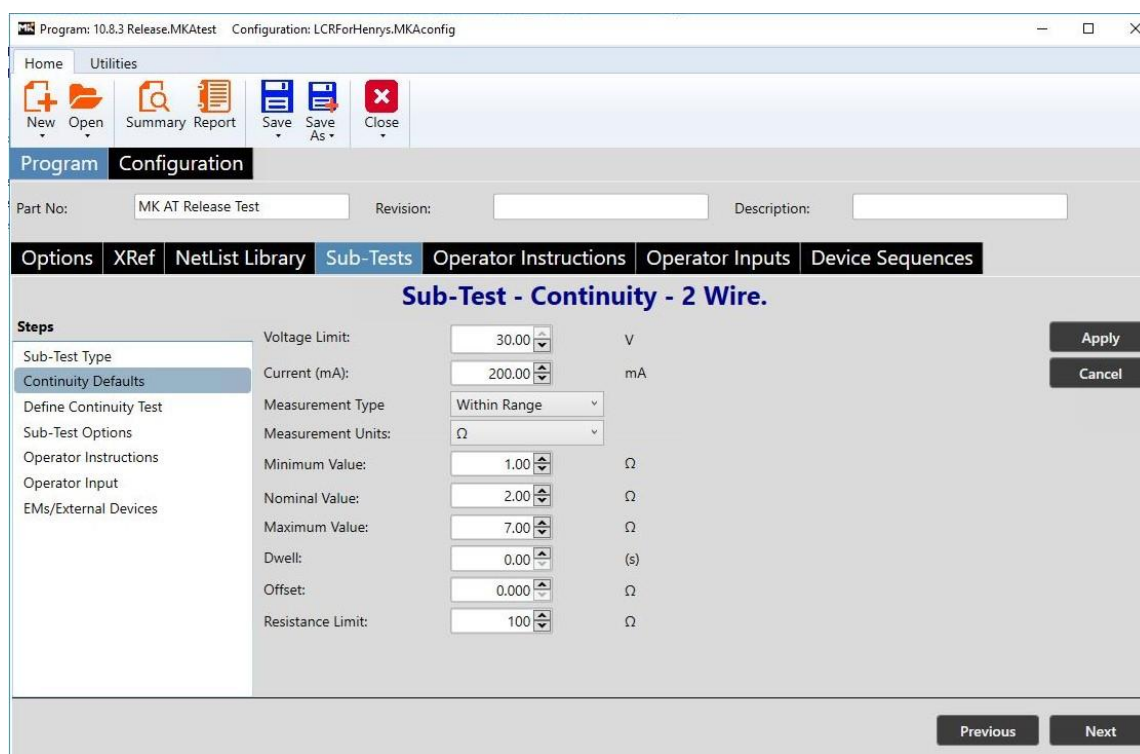 Program: 10.8.3 Release.MKAtest Configuration: LCRForHenrys.MKAconfig
Home Utilities
New Open Summary Report Save Save As Close
Program Configuration
Part No: MK AT Release Test Revision: Description:
Options XRef NetList Library Sub-Tests Operator Instructions Operator Inputs Device Sequences
Sub-Test - Continuity - 2 Wire.
Steps
Sub-Test Type
Continuity Defaults
Define Continuity Test
Sub-Test Options
Operator Instructions
Operator Input
EMs/External Devices
Voltage Limit: 30.00 V
Current (mA): 200.00 mA
Measurement Type Within Range
Measurement Units: Ω
Minimum Value: 1.00 Ω
Nominal Value: 2.00 Ω
Maximum Value: 7.00 Ω
Dwell: 0.00 (s)
Offset: 0.000 Ω
Resistance Limit: 100 Ω
Apply
Cancel
Previous Next